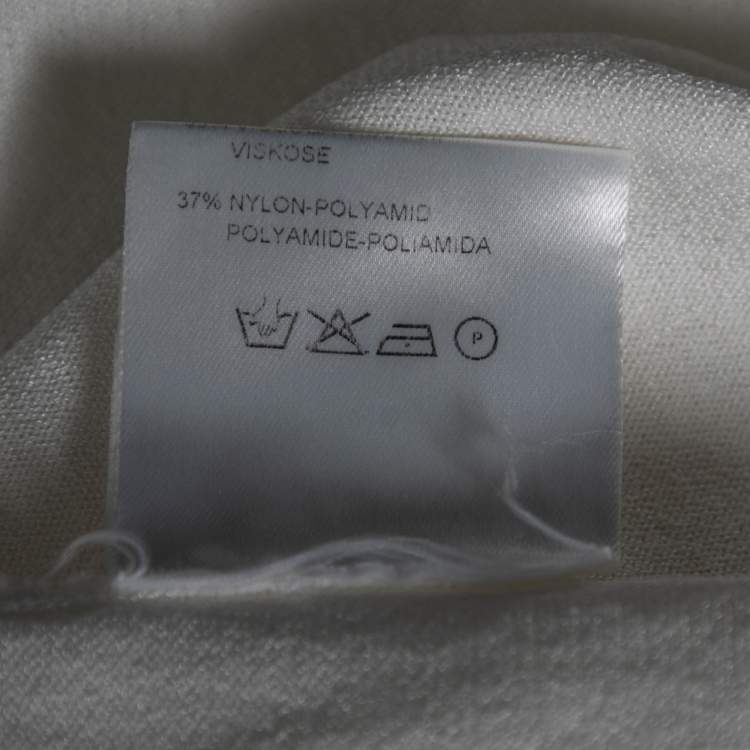 VISKOSE
37% NYLON-POLYAMID
POLYAMIDE-POLIAMIDA
P